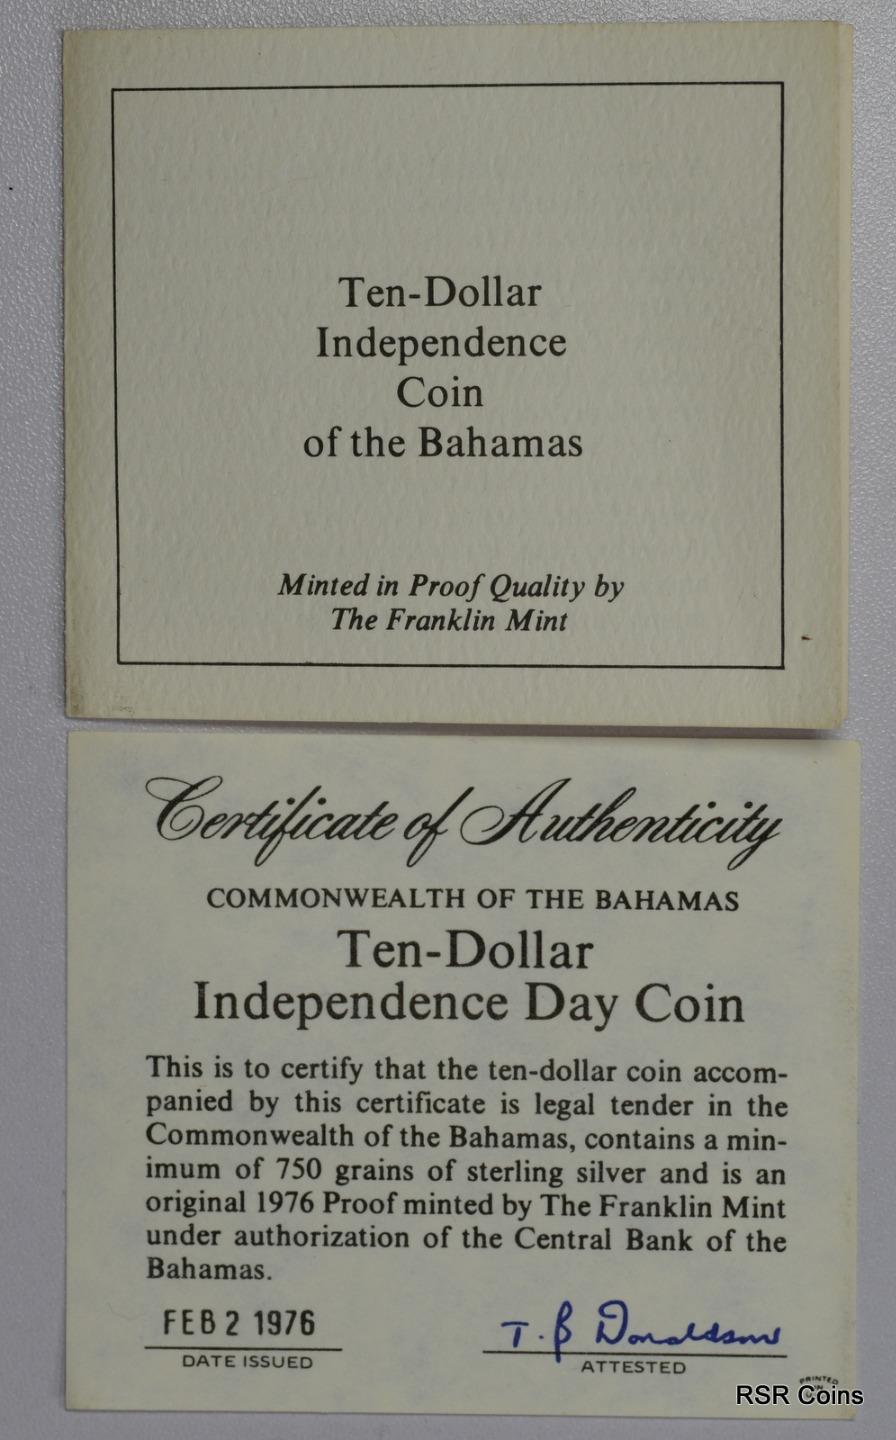 Ten-Dollar
Independence
Coin
of the Bahamas
Minted in Proof Quality by
The Franklin Mint
Certificate of Authenticity
COMMONWEALTH OF THE BAHAMAS
Ten-Dollar
Independence Day Coin
This is to certify that the ten-dollar coin accom-
panied by this certificate is legal tender in the
Commonwealth of the Bahamas, contains a min-
imum of 750 grains of sterling silver and is an
original 1976 Proof minted by The Franklin Mint
under authorization of the Central Bank of the
Bahamas.
FEB 2 1976
DATE ISSUED
T. B Donaldson
ATTESTED
PRINTED
RSR Coins